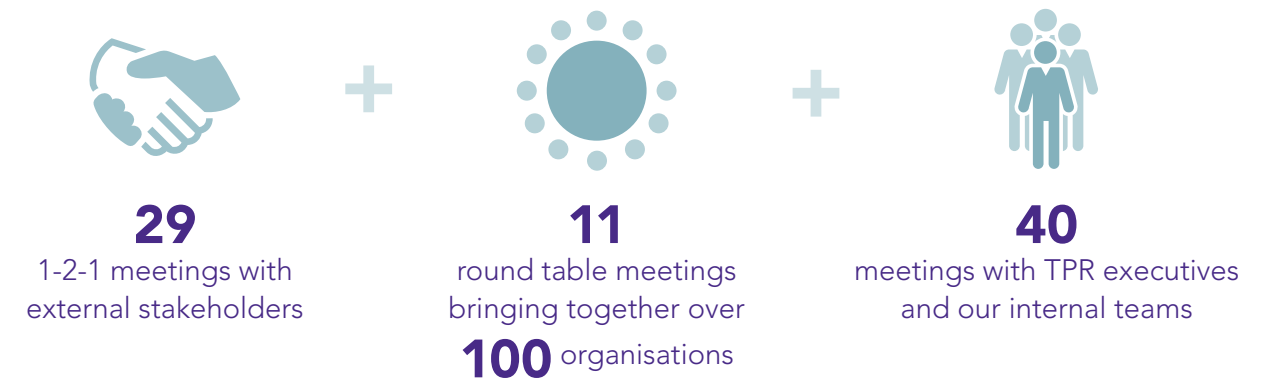 29
1-2-1 meetings with
external stakeholders
11
round table meetings
bringing together over
100 organisations
40
meetings with TPR executives
and our internal teams